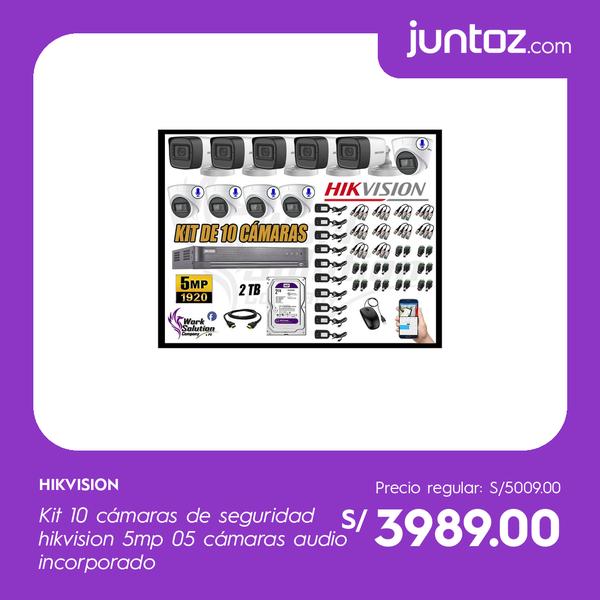 juntoz.com
HIKVISION
KIT DE 10 CÁMARAS
5MP
1920
2 TB
Work
Solution
Company
HIKVISION
Precio regular: S/5009.00
Kit 10 cámaras de seguridad
hikvision 5mp 05 cámaras audio
incorporado
S/ 3989.00